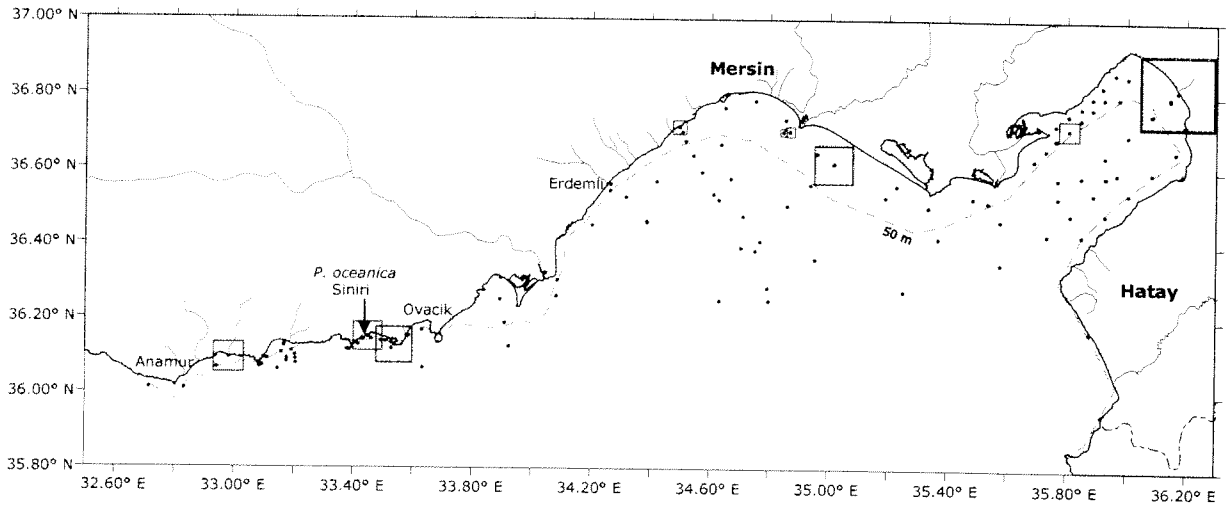 37.00° N
36.80° N
36.60° N
36.40° N
36.20° N
36.00° N
35.80° N
Mersin
Erdemli
50 m
P. oceanica
Siniri
Ovacik
Hatay
Anamur
32.60° E
33.00° E
33.40° E
33.80° E
34.20° E
34.60° E
35.00° E
35.40° E
35.80° E
36.20° E